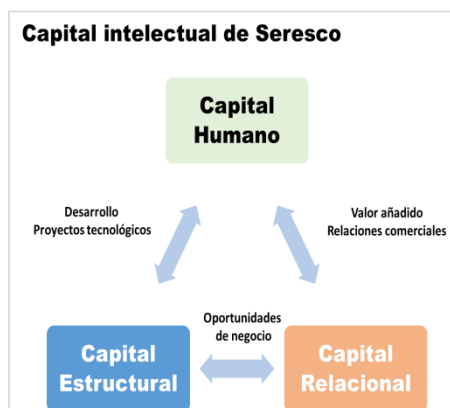 Capital intelectual de Seresco
Capital
Humano
Desarrollo
Proyectos tecnológicos
Valor añadido
Relaciones comerciales
Oportunidades
de negocio
Capital
Estructural
Capital
Relacional